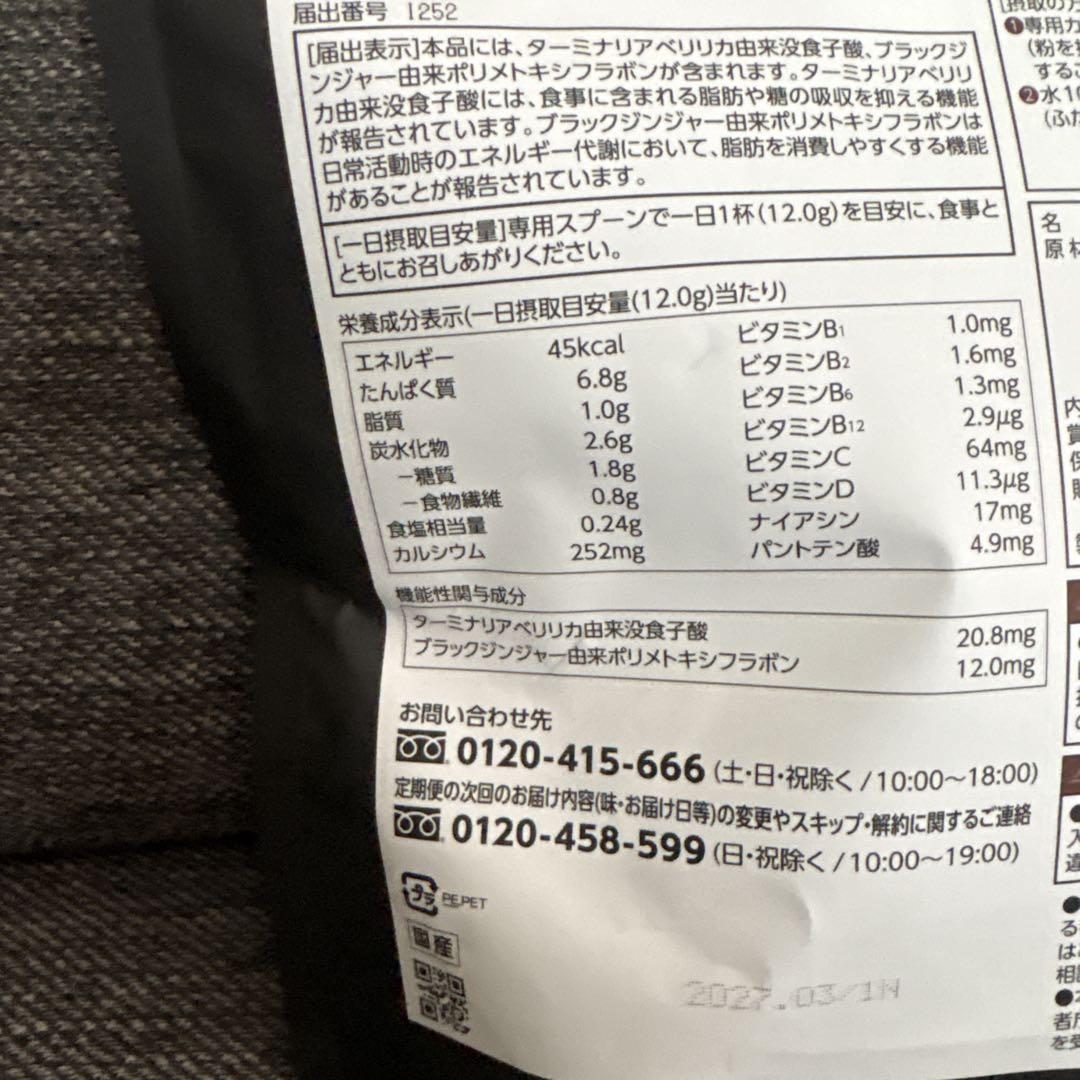 届出番号 1252
[届出表示]本品には、ターミナリアベリリカ由来没食子酸、ブラックジ
ンジャー由来ポリメトキシフラボンが含まれます。ターミナリアベリリ
カ由来没食子酸には、食事に含まれる脂肪や糖の吸収を抑える機能
が報告されています。ブラックジンジャー由来ポリメトキシフラボンは
日常活動時のエネルギー代謝において、脂肪を消費しやすくする機能
があることが報告されています。
[一日摂取目安量]専用スプーンで一日1杯(12.0g)を目安に、食事と
ともにお召しあがりください。
栄養成分表示(一日摂取目安量(12.0g)当たり)
エネルギー 45kcal
たんぱく質 6.8g
脂質 1.0g
炭水化物 2.6g
－糖質 1.8g
－食物繊維 0.8g
食塩相当量 0.24g
カルシウム 252mg
ビタミンB1 1.0mg
ビタミンB2 1.6mg
ビタミンB6 1.3mg
ビタミンB12 2.9μg
ビタミンC 64mg
ビタミンD 11.3μg
ナイアシン 17mg
パントテン酸 4.9mg
機能性関与成分
ターミナリアベリリカ由来没食子酸 20.8mg
ブラックジンジャー由来ポリメトキシフラボン 12.0mg
お問い合わせ先
0120-415-666 (土・日・祝除く/10:00～18:00)
定期便の次回のお届け内容(味・お届け日等)の変更やスキップ・解約に関するご連絡
0120-458-599 (日・祝除く/10:00～19:00)
プラ PE,PET
国産
2027.03/1N
❶専用
(粉を
する
❷水1
(ふた
名
原材
内
賞
保